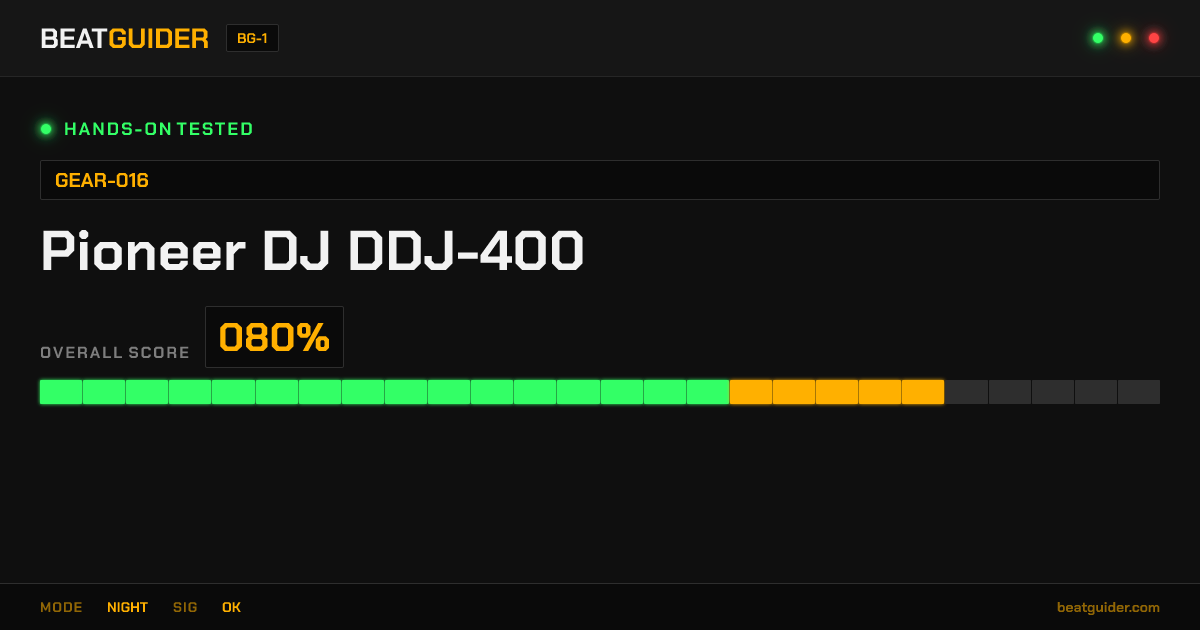 BEATGUIDER BG-1
HANDS-ON TESTED
GEAR-016
Pioneer DJ DDJ-400
OVERALL SCORE 080%
MODE NIGHT SIG OK beatguider.com